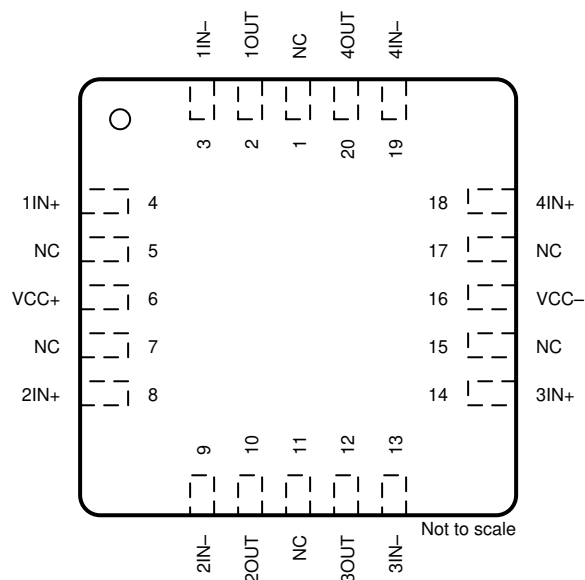 1IN–
1OUT
NC
4OUT
4IN–
3
2
1
20
19
1IN+
4
18
4IN+
NC
5
17
NC
VCC+
6
16
VCC–
NC
7
15
NC
2IN+
8
14
3IN+
9
10
11
12
13
2IN–
2OUT
NC
3OUT
3IN–
Not to scale